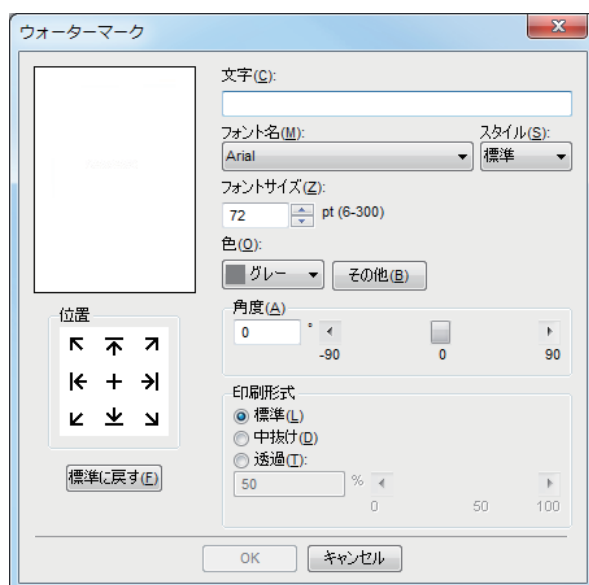 ウォーターマーク
文字(C):
フォント名(M):
スタイル(S):
Arial
標準
フォントサイズ(Z):
72
pt (6-300)
色(O):
グレー
その他(B)
位置
角度(A)
0
°
-90
0
90
印刷形式
標準(L)
中抜け(D)
透過(T):
50
%
0
50
100
標準に戻す(F)
OK
キャンセル